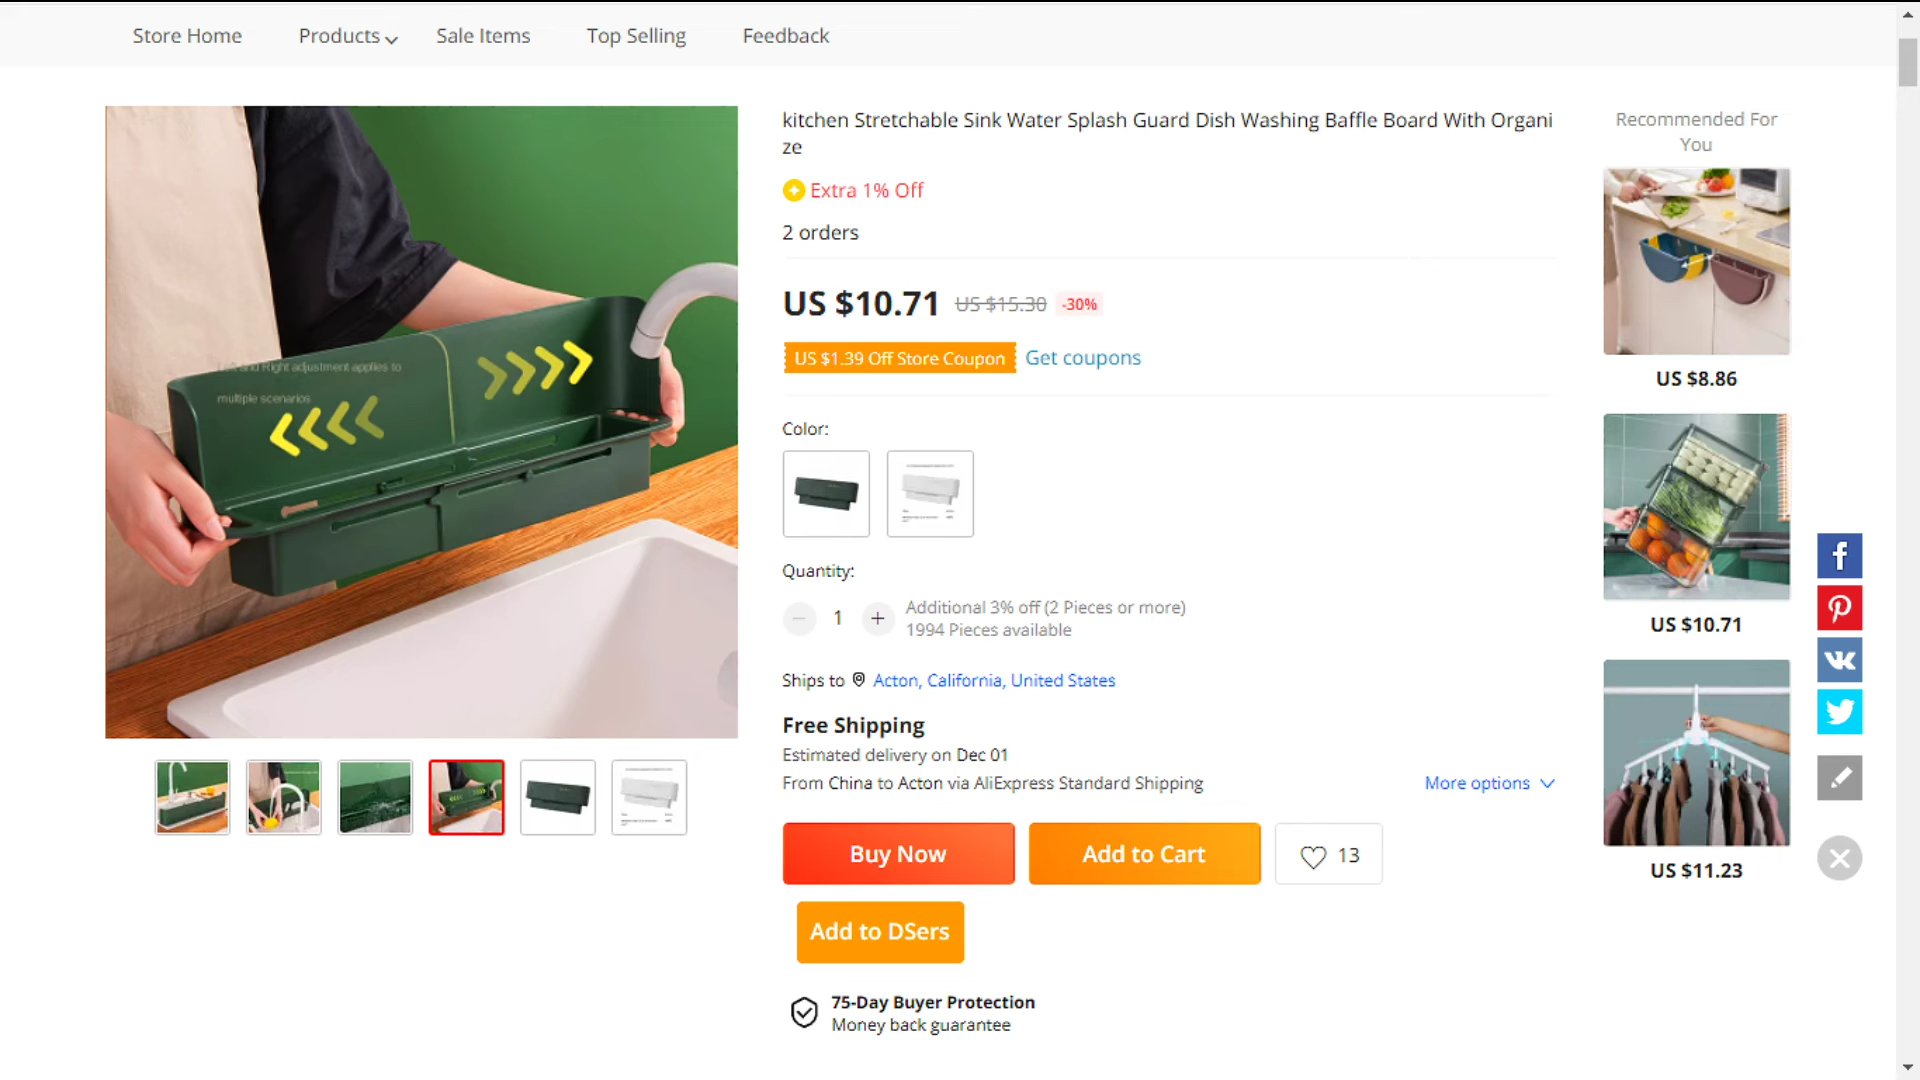 Store Home
Products
Sale Items
Top Selling
Feedback
kitchen Stretchable Sink Water Splash Guard Dish Washing Baffle Board With Organi
ze
Extra 1% Off
2 orders
US $10.71
US $15.30
-30%
US $1.39 Off Store Coupon
Get coupons
and Right adjustment applies to
multiple scenarios
Color:
Quantity:
1
Additional 3% off (2 Pieces or more)
1994 Pieces available
Ships to Acton, California, United States
Free Shipping
Estimated delivery on Dec 01
From China to Acton via AliExpress Standard Shipping
More options
Buy Now
Add to Cart
13
Add to DSers
75-Day Buyer Protection
Money back guarantee
Recommended For
You
US $8.86
US $10.71
US $11.23